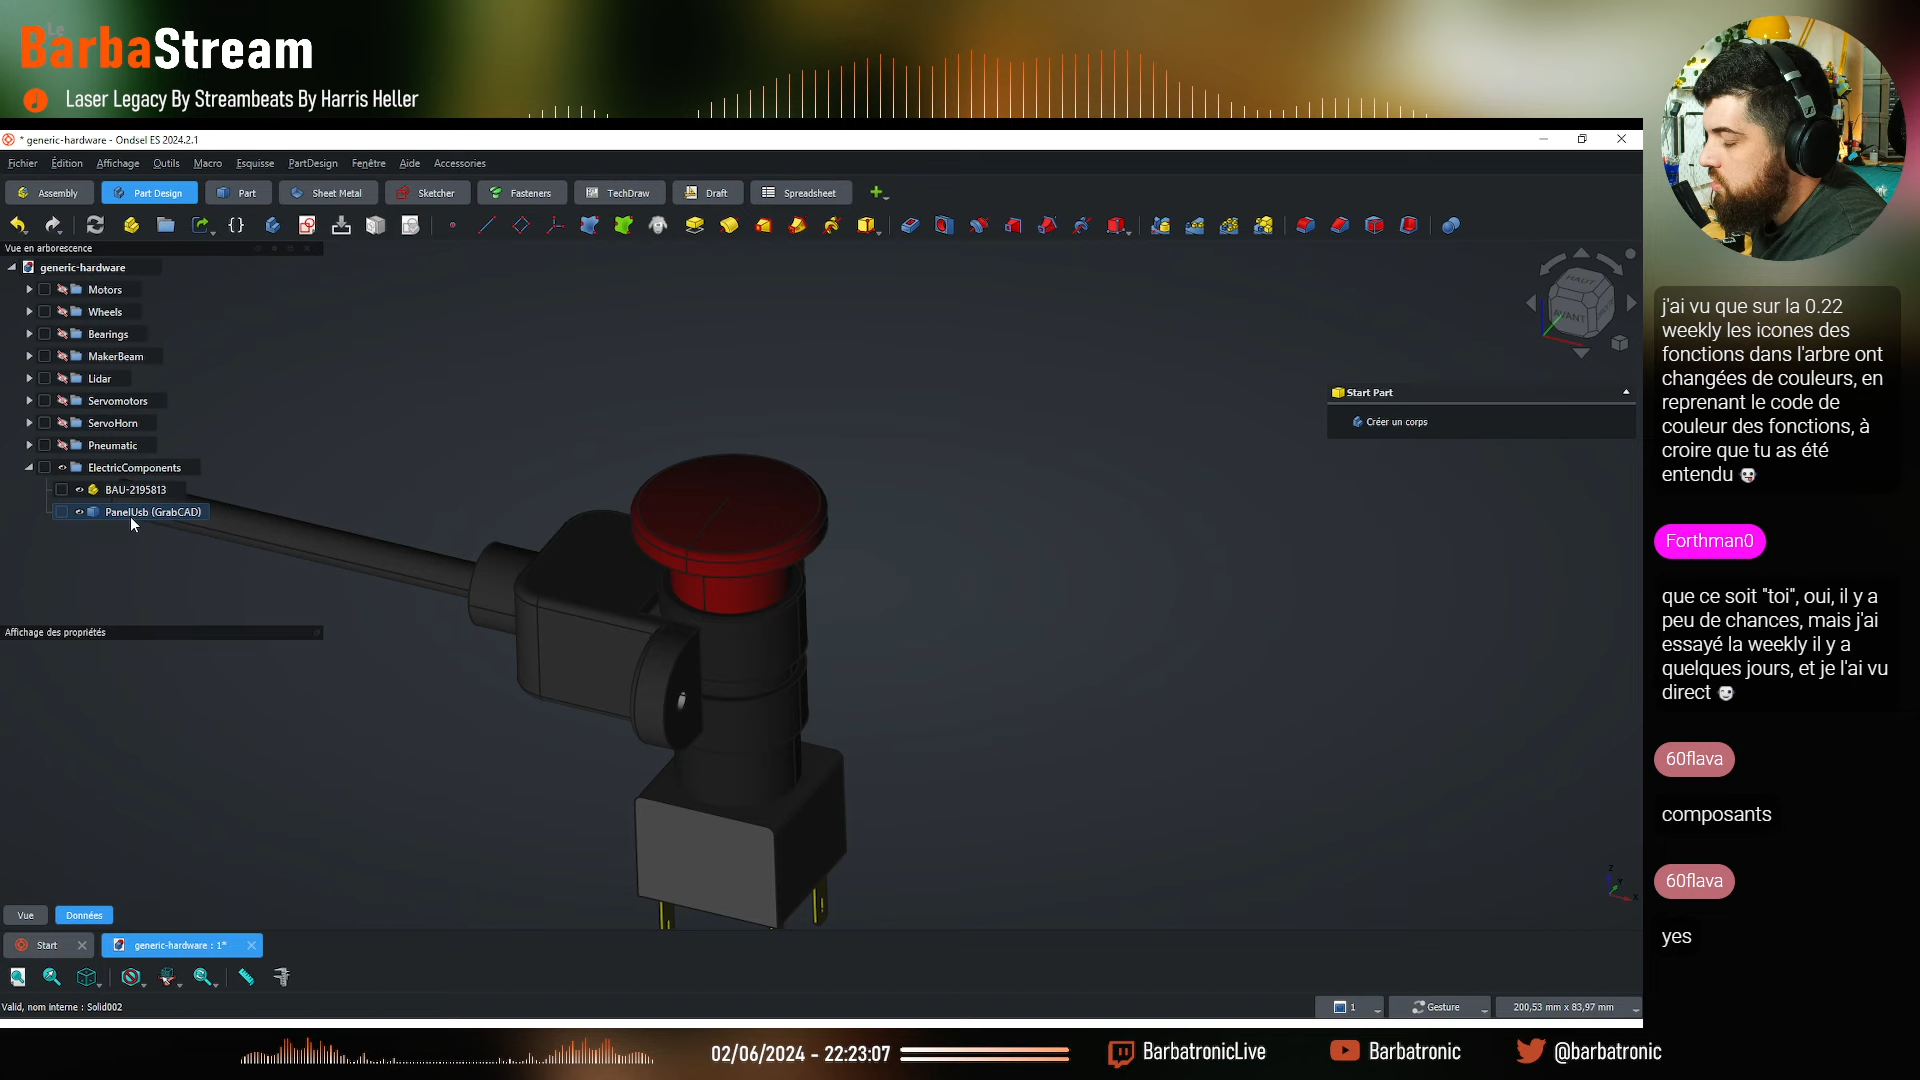 Le
BarbaStream
Laser Legacy By Streambeats By Harris Heller
* generic-hardware - Ondsel ES 2024.2.1
Fichier Édition Affichage Outils Macro Esquisse PartDesign Fenêtre Aide Accessories
Assembly Part Design Part Sheet Metal Sketcher Fasteners TechDraw Draft Spreadsheet
Vue en arborescence
generic-hardware
Motors
Wheels
Bearings
MakerBeam
Lidar
Servomotors
ServoHorn
Pneumatic
ElectricComponents
BAU-2195813
PanelUsb (GrabCAD)
Affichage des propriétés
HAUT
AVANT
Start Part
Créer un corps
Z
Y
X
Vue Données
Start generic-hardware : 1*
Valid, nom interne : Solid002
1 Gesture 200,53 mm x 83,97 mm
j'ai vu que sur la 0.22
weekly les icones des
fonctions dans l'arbre ont
changées de couleurs, en
reprenant le code de
couleur des fonctions, à
croire que tu as été
entendu
Forthman0
que ce soit "toi", oui, il y a
peu de chances, mais j'ai
essayé la weekly il y a
quelques jours, et je l'ai vu
direct
60flava
composants
60flava
yes
02/06/2024 - 22:23:07
BarbatronicLive
Barbatronic
@barbatronic